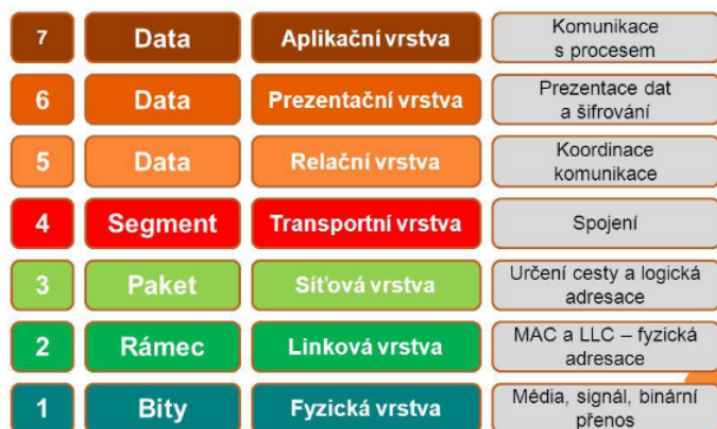 7 Data Aplikační vrstva Komunikace
s procesem
6 Data Prezentační vrstva Prezentace dat
a šifrování
5 Data Relační vrstva Koordinace
komunikace
4 Segment Transportní vrstva Spojení
3 Paket Síťová vrstva Určení cesty a logická
adresace
2 Rámec Linková vrstva MAC a LLC – fyzická
adresace
1 Bity Fyzická vrstva Média, signál, binární
přenos